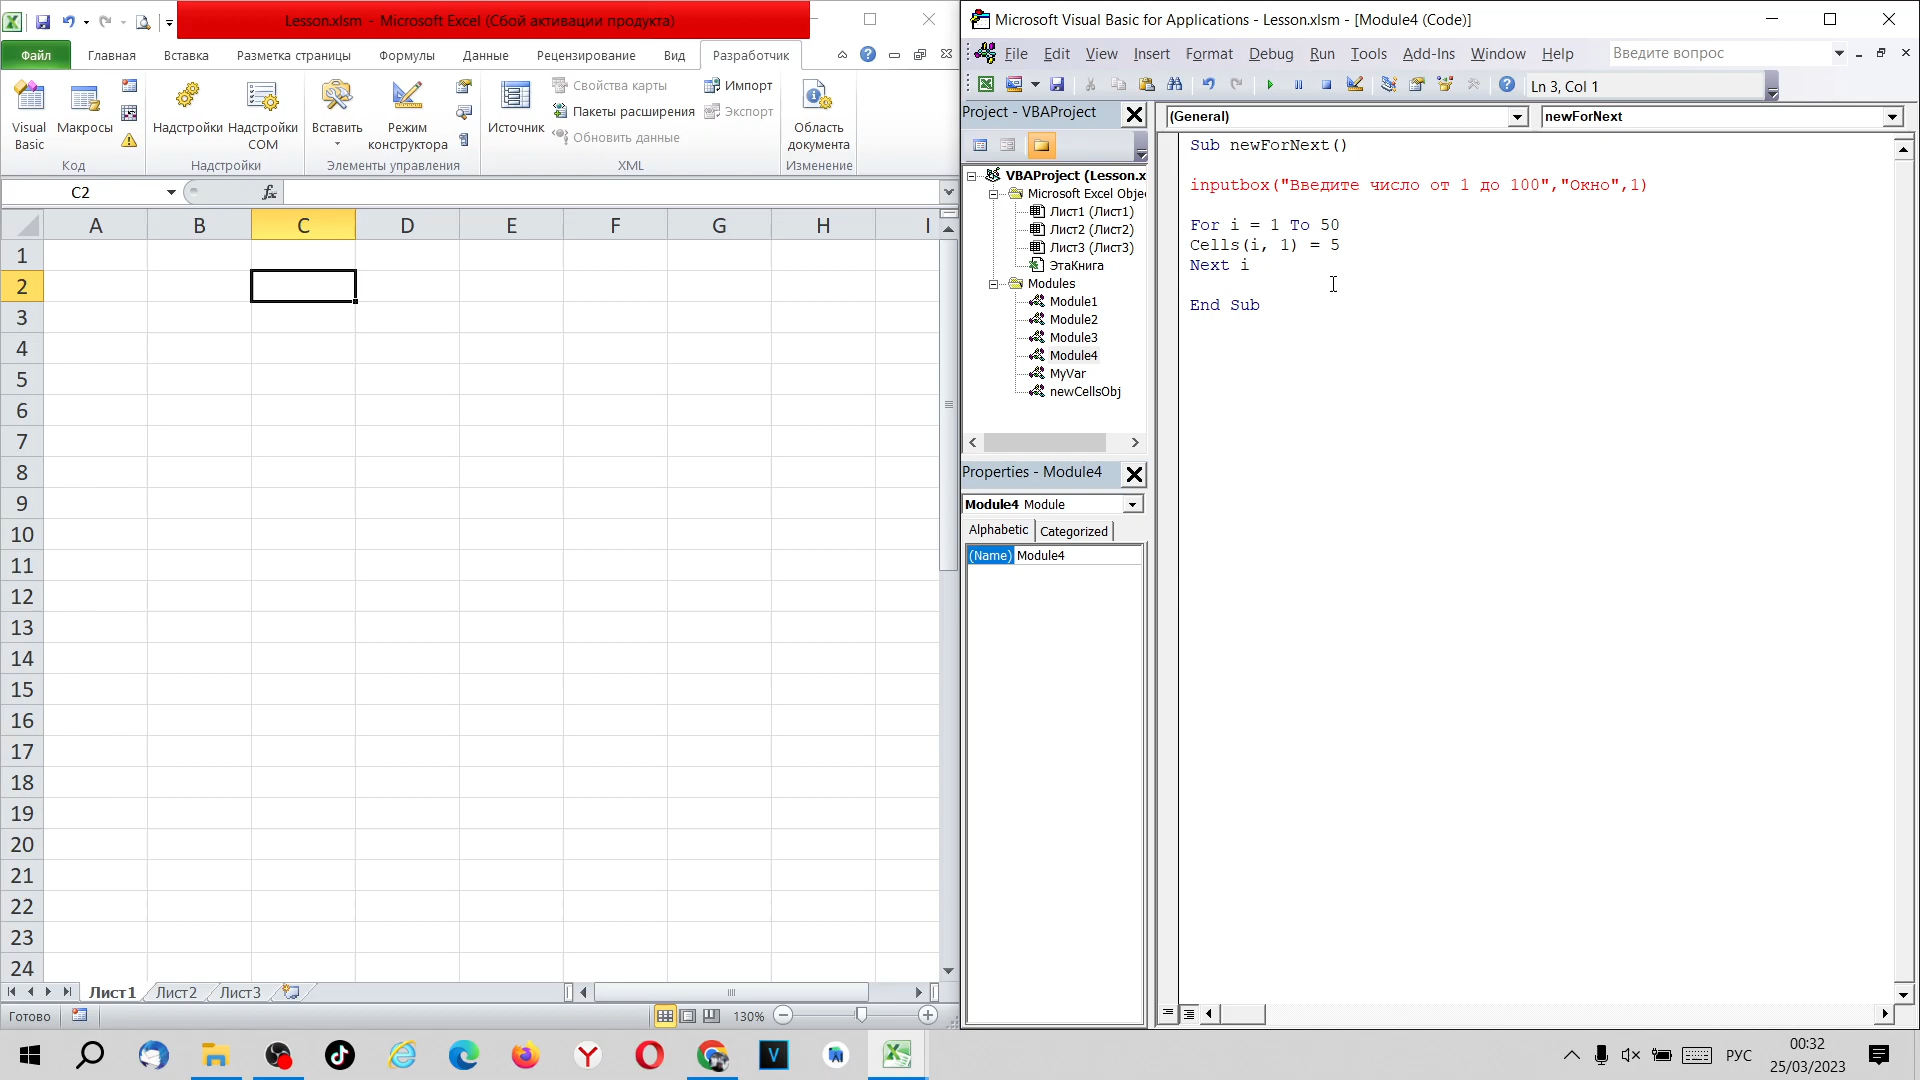 Lesson.xlsm - Microsoft Excel (Сбой активации продукта)
Файл Главная Вставка Разметка страницы Формулы Данные Рецензирование Вид Разработчик
Visual Basic
Макросы
Код
Надстройки
Надстройки COM
Надстройки
Вставить
Режим конструктора
Элементы управления
Источник
Свойства карты
Пакеты расширения
Обновить данные
Импорт
Экспорт
XML
Область документа
Изменение
C2
fx
A B C D E F G H I
1
2
3
4
5
6
7
8
9
10
11
12
13
14
15
16
17
18
19
20
21
22
23
24
Лист1 Лист2 Лист3
Готово
130%
Microsoft Visual Basic for Applications - Lesson.xlsm - [Module4 (Code)]
File Edit View Insert Format Debug Run Tools Add-Ins Window Help
Введите вопрос
Ln 3, Col 1
Project - VBAProject
VBAProject (Lesson.x
Microsoft Excel Obje
Лист1 (Лист1)
Лист2 (Лист2)
Лист3 (Лист3)
ЭтаКнига
Modules
Module1
Module2
Module3
Module4
MyVar
newCellsObj
Properties - Module4
Module4 Module
Alphabetic Categorized
(Name) Module4
(General)
newForNext
Sub newForNext()
inputbox("Введите число от 1 до 100","Окно",1)
For i = 1 To 50
Cells(i, 1) = 5
Next i
End Sub
РУС
00:32
25/03/2023